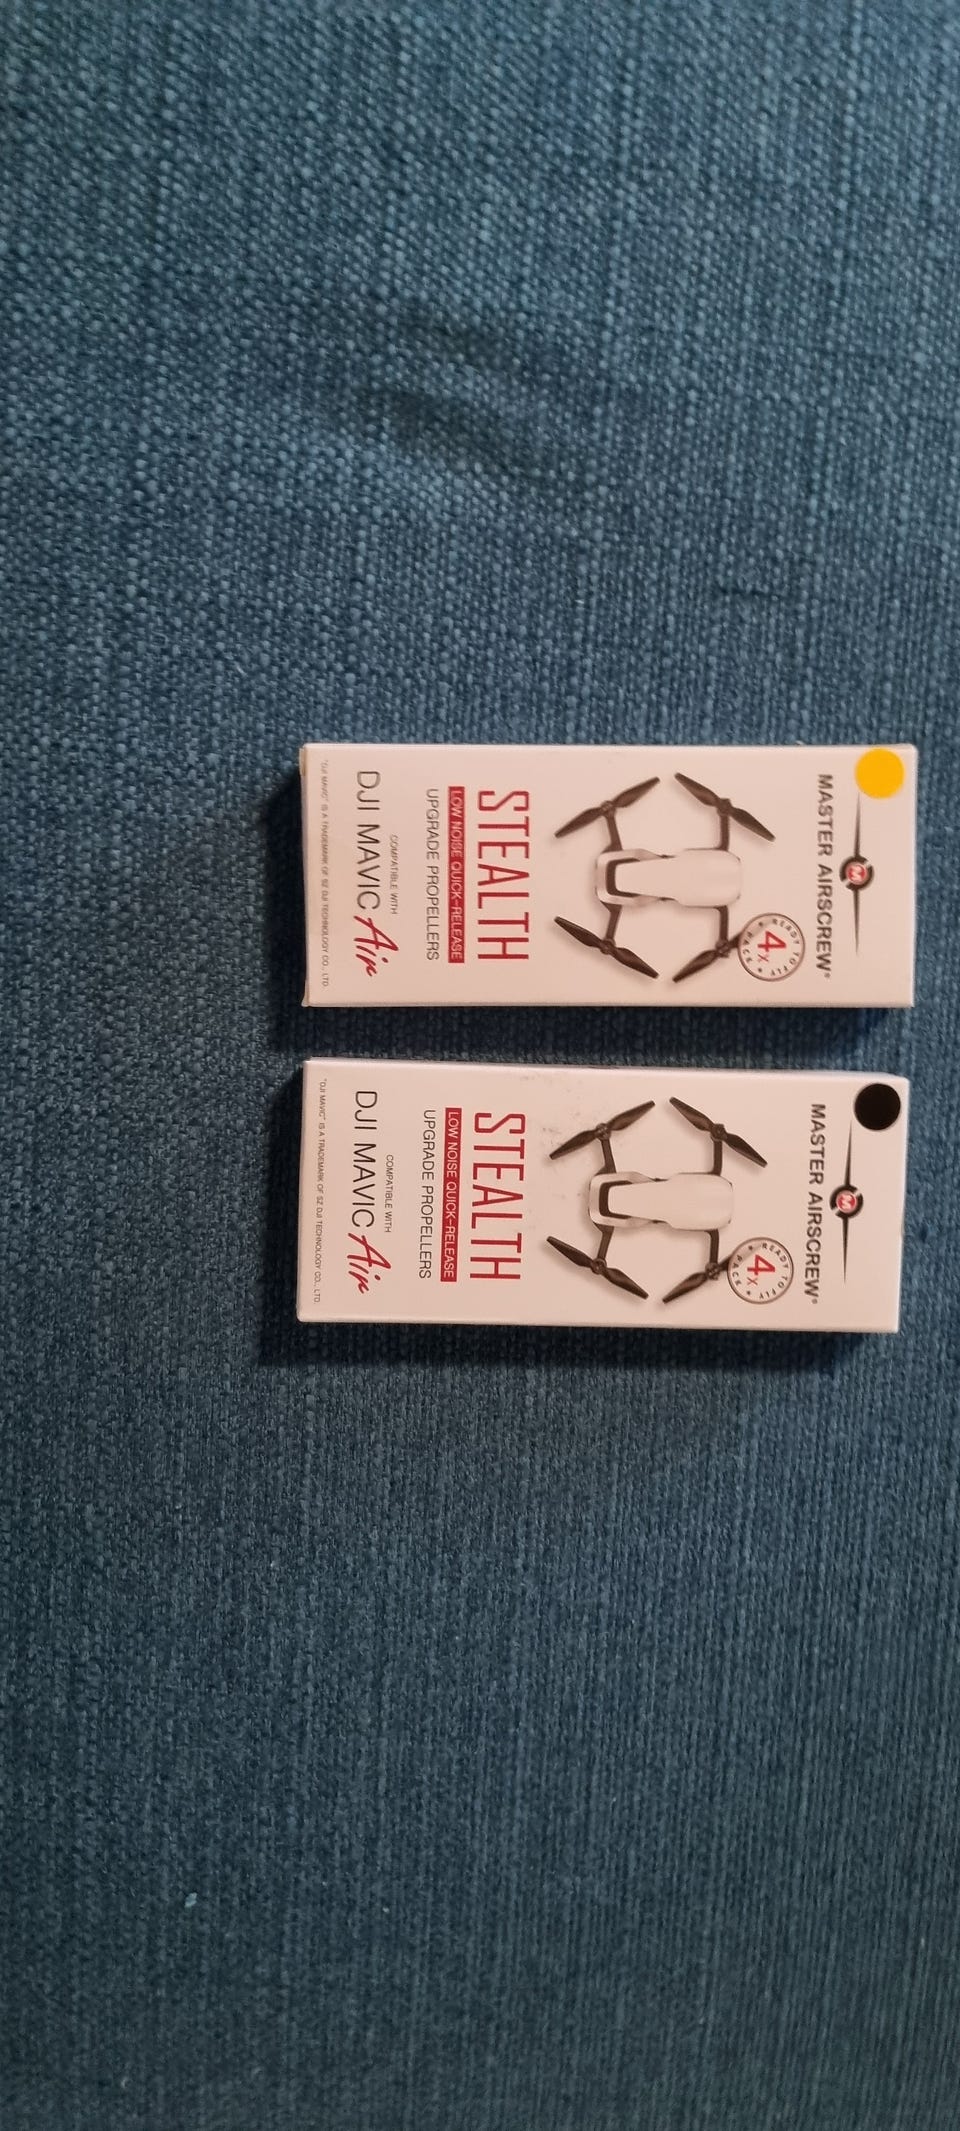 M
MASTER AIRSCREW®
READY TO FLY
4x
PACK
STEALTH
LOW NOISE QUICK-RELEASE
UPGRADE PROPELLERS
COMPATIBLE WITH
DJI MAVIC Air
"DJI MAVIC" IS A TRADEMARK OF SZ DJI TECHNOLOGY CO., LTD.
M
MASTER AIRSCREW®
READY TO FLY
4x
PACK
STEALTH
LOW NOISE QUICK-RELEASE
UPGRADE PROPELLERS
COMPATIBLE WITH
DJI MAVIC Air
"DJI MAVIC" IS A TRADEMARK OF SZ DJI TECHNOLOGY CO., LTD.